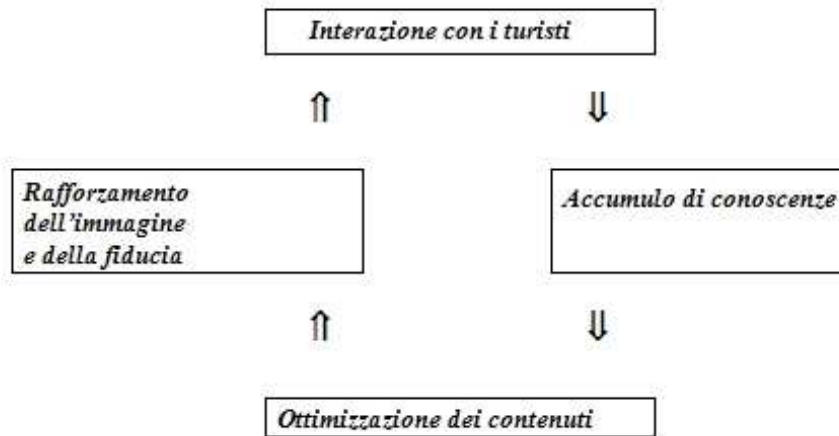 Interazione con i turisti
⇑ ⇓
Rafforzamento
dell'immagine
e della fiducia
Accumulo di conoscenze
⇑ ⇓
Ottimizzazione dei contenuti